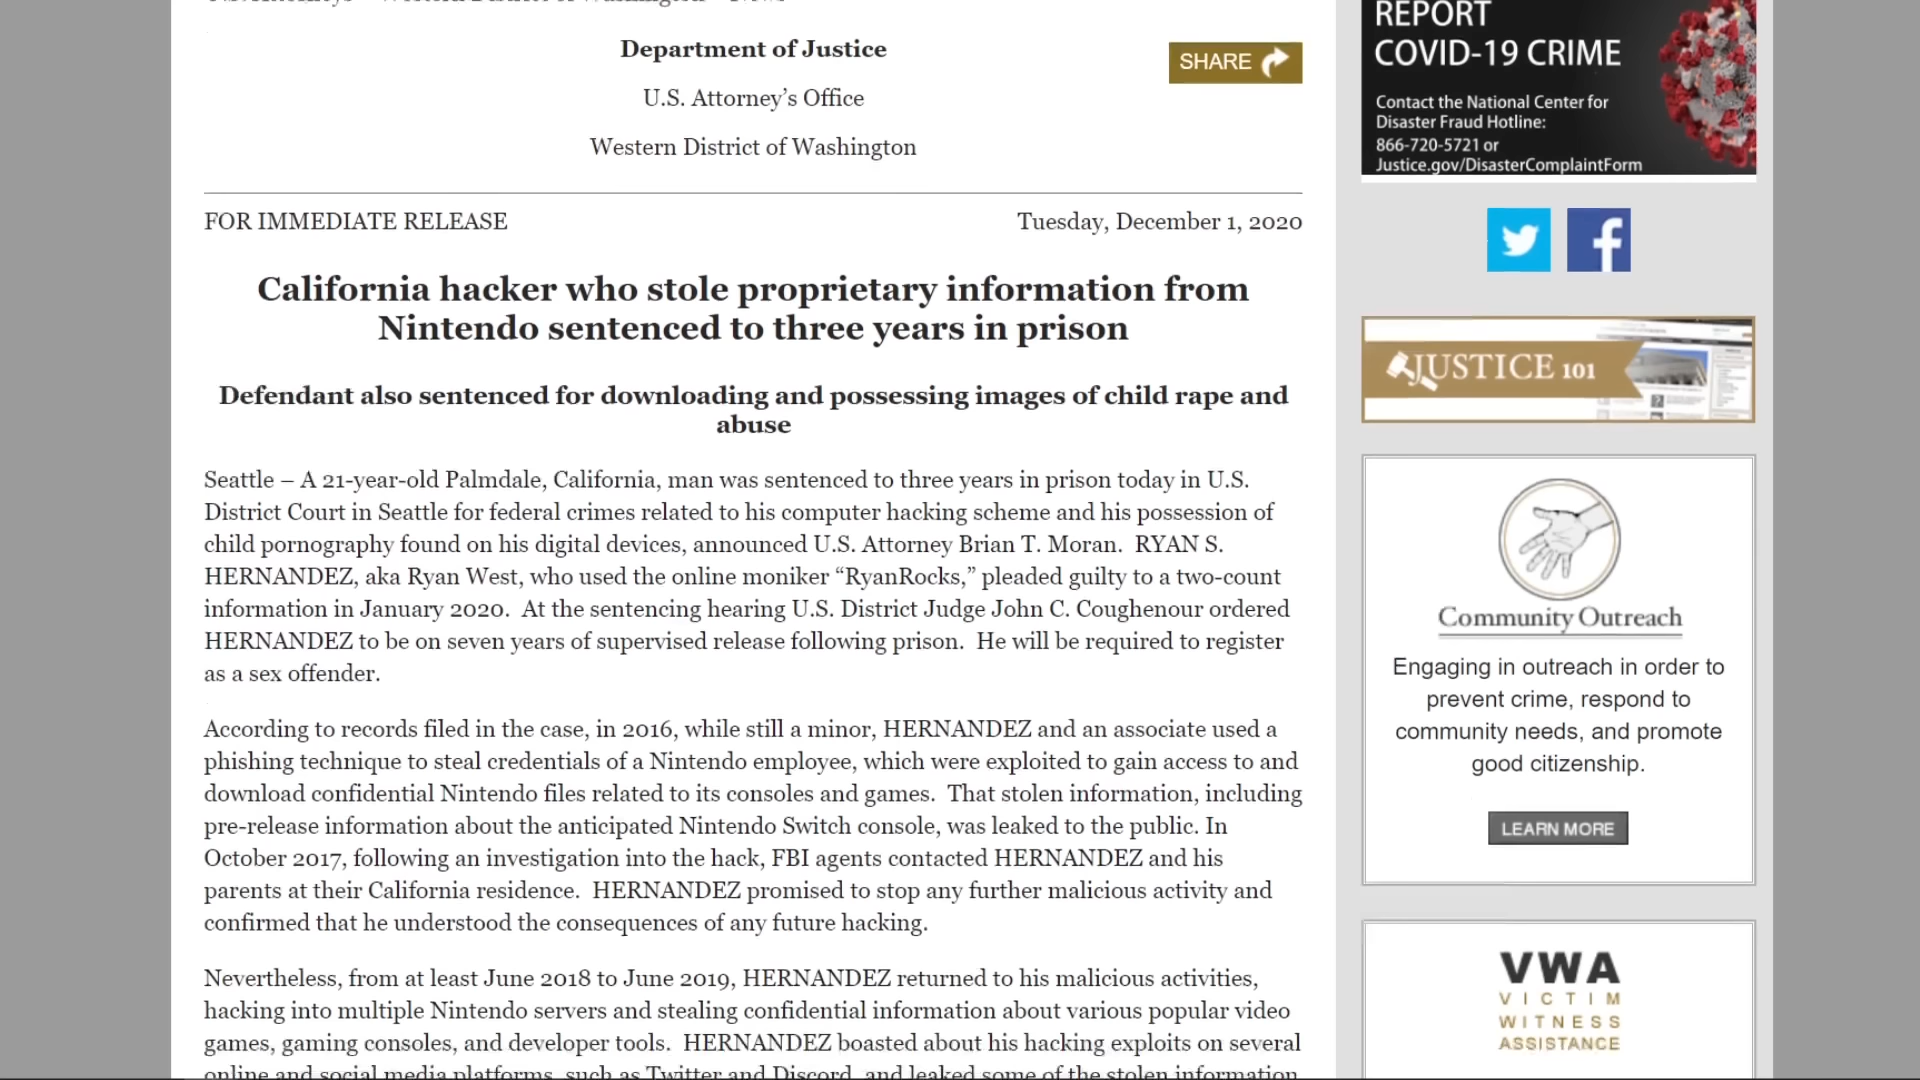 Department of Justice
SHARE
U.S. Attorney’s Office
Western District of Washington
FOR IMMEDIATE RELEASE
Tuesday, December 1, 2020
California hacker who stole proprietary information from
Nintendo sentenced to three years in prison
Defendant also sentenced for downloading and possessing images of child rape and
abuse
Seattle – A 21-year-old Palmdale, California, man was sentenced to three years in prison today in U.S.
District Court in Seattle for federal crimes related to his computer hacking scheme and his possession of
child pornography found on his digital devices, announced U.S. Attorney Brian T. Moran.  RYAN S.
HERNANDEZ, aka Ryan West, who used the online moniker “RyanRocks,” pleaded guilty to a two-count
information in January 2020.  At the sentencing hearing U.S. District Judge John C. Coughenour ordered
HERNANDEZ to be on seven years of supervised release following prison.  He will be required to register
as a sex offender.
According to records filed in the case, in 2016, while still a minor, HERNANDEZ and an associate used a
phishing technique to steal credentials of a Nintendo employee, which were exploited to gain access to and
download confidential Nintendo files related to its consoles and games.  That stolen information, including
pre-release information about the anticipated Nintendo Switch console, was leaked to the public. In
October 2017, following an investigation into the hack, FBI agents contacted HERNANDEZ and his
parents at their California residence.  HERNANDEZ promised to stop any further malicious activity and
confirmed that he understood the consequences of any future hacking.
Nevertheless, from at least June 2018 to June 2019, HERNANDEZ returned to his malicious activities,
hacking into multiple Nintendo servers and stealing confidential information about various popular video
games, gaming consoles, and developer tools.  HERNANDEZ boasted about his hacking exploits on several
online and social media platforms, such as Twitter and Discord, and leaked some of the stolen information
REPORT
COVID-19 CRIME
Contact the National Center for
Disaster Fraud Hotline:
866-720-5721 or
Justice.gov/DisasterComplaintForm
JUSTICE 101
Community Outreach
Engaging in outreach in order to
prevent crime, respond to
community needs, and promote
good citizenship.
LEARN MORE
VWA
VICTIM
WITNESS
ASSISTANCE